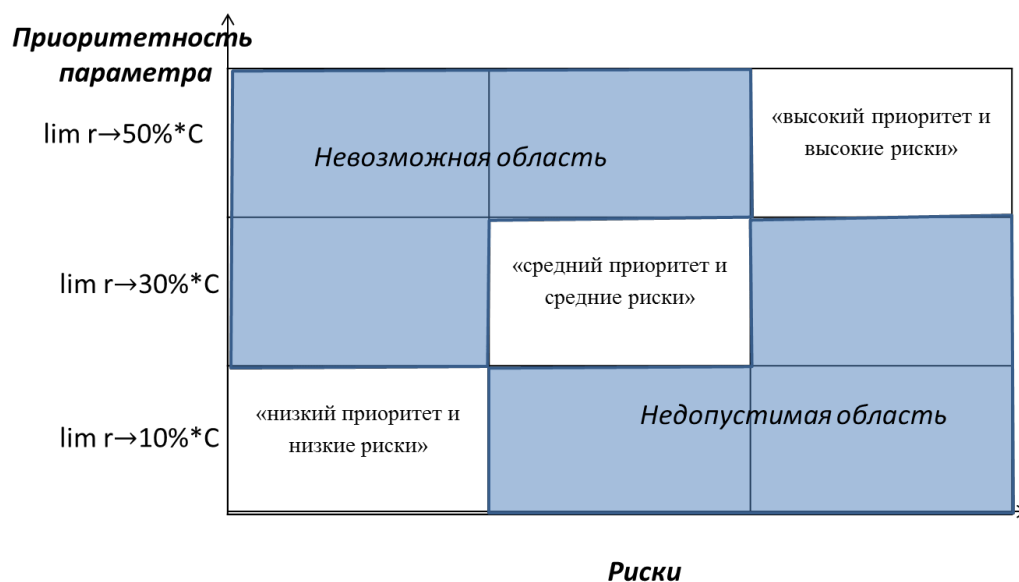 Приоритетность
параметра
lim r→50%*C
«высокий приоритет и
высокие риски»
Невозможная область
lim r→30%*C
«средний приоритет и
средние риски»
lim r→10%*C
«низкий приоритет и
низкие риски»
Недопустимая область
Риски